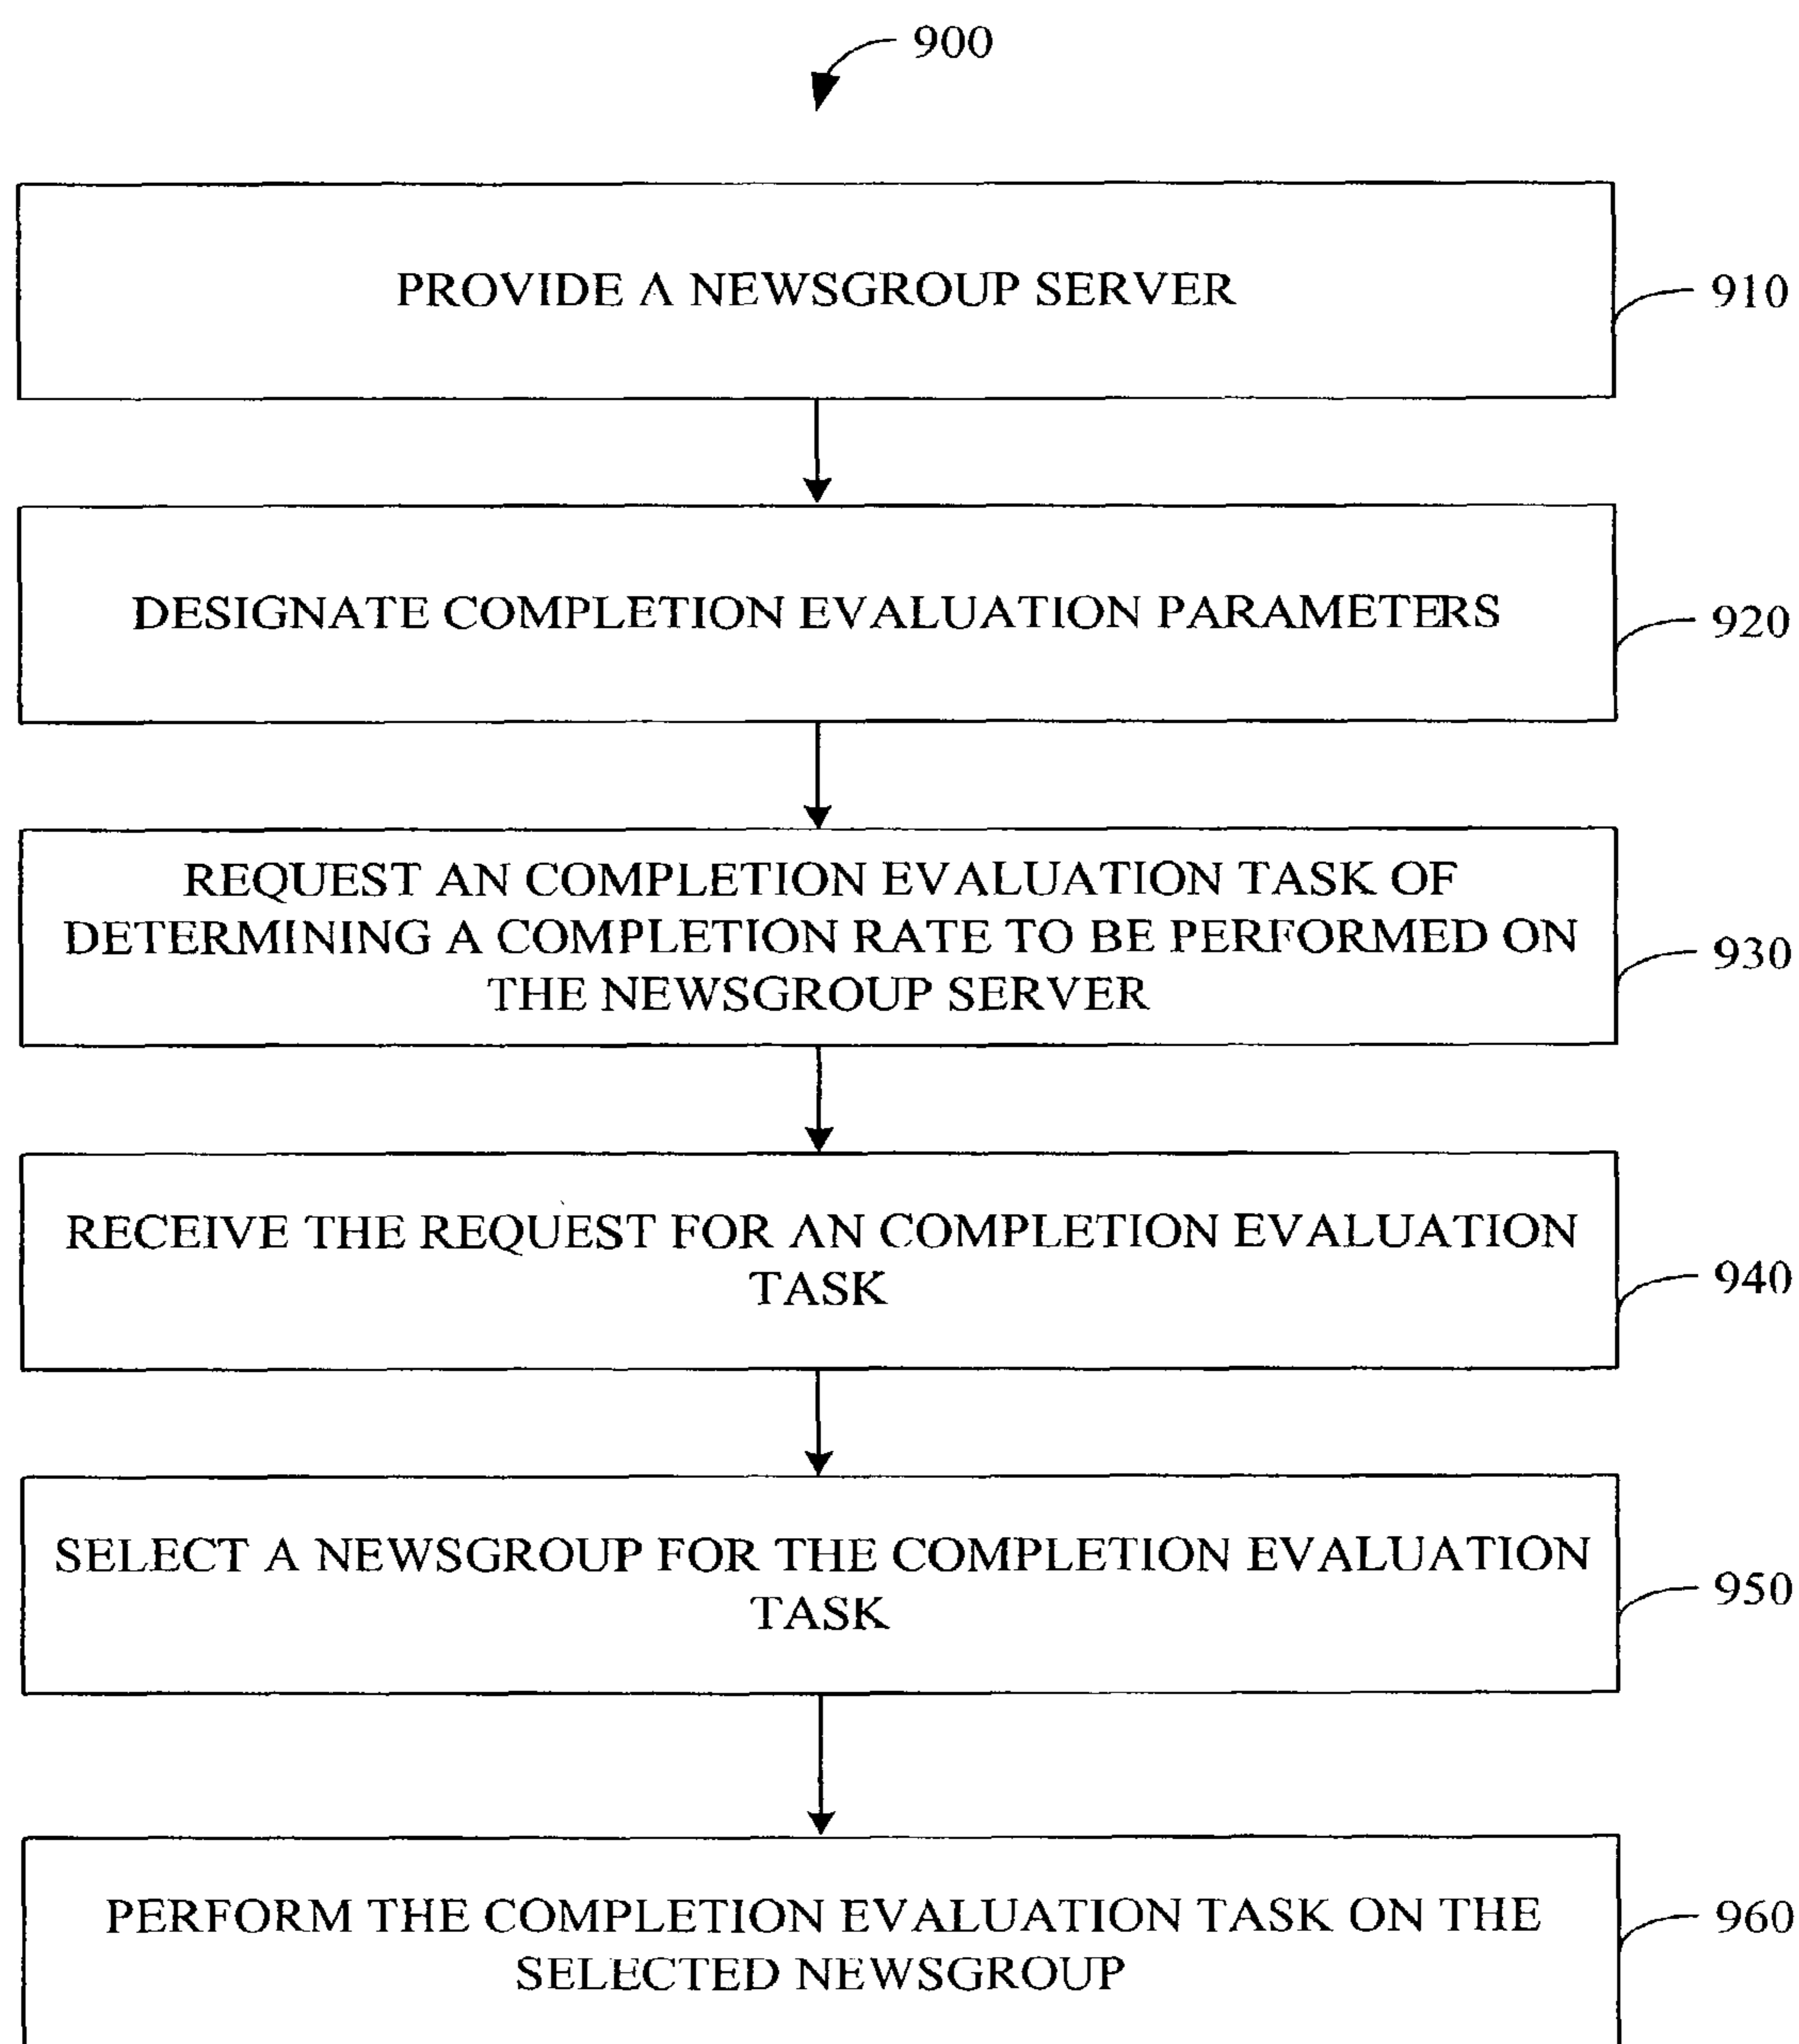 900
PROVIDE A NEWSGROUP SERVER
910
DESIGNATE COMPLETION EVALUATION PARAMETERS
920
REQUEST AN COMPLETION EVALUATION TASK OF
DETERMINING A COMPLETION RATE TO BE PERFORMED ON
THE NEWSGROUP SERVER
930
RECEIVE THE REQUEST FOR AN COMPLETION EVALUATION
TASK
940
SELECT A NEWSGROUP FOR THE COMPLETION EVALUATION
TASK
950
PERFORM THE COMPLETION EVALUATION TASK ON THE
SELECTED NEWSGROUP
960